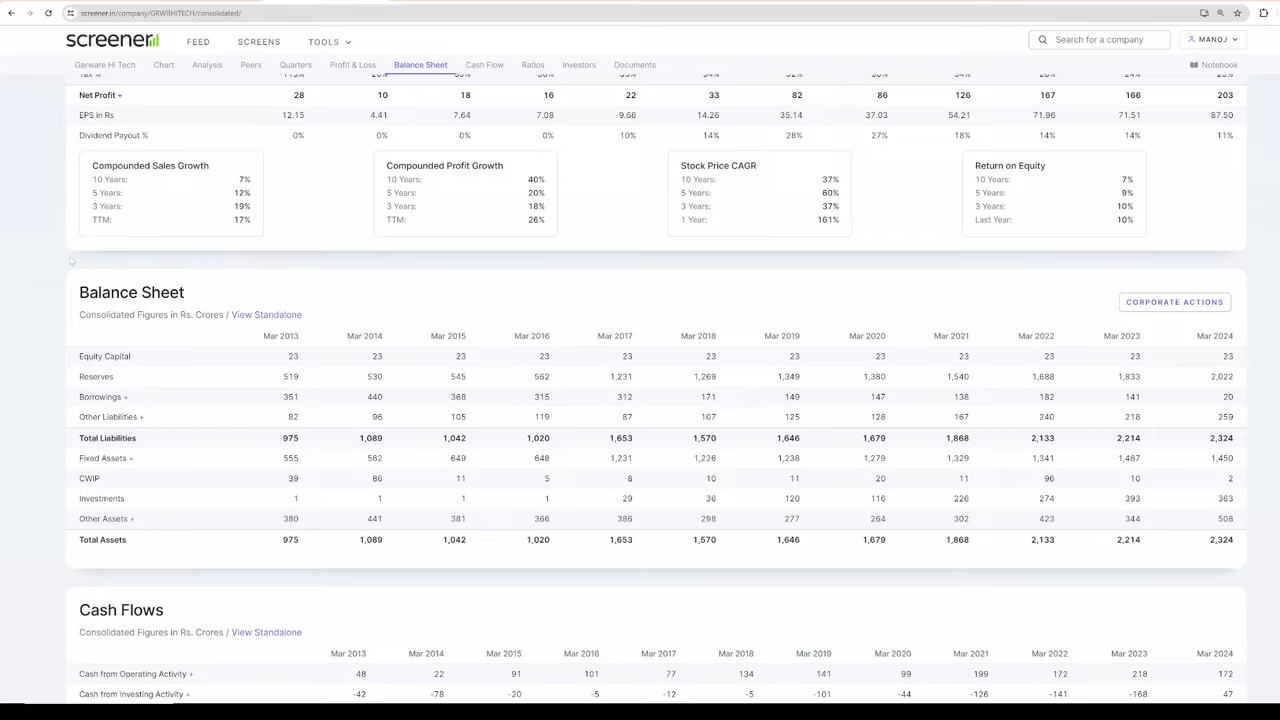 screener.in/company/GRWRHITECH/consolidated/
screener FEED SCREENS TOOLS Search for a company MANOJ
Garware Hi Tech Chart Analysis Peers Quarters Profit & Loss Balance Sheet Cash Flow Ratios Investors Documents Notebook
Net Profit + 28 10 18 16 22 33 82 86 126 167 166 203
EPS in Rs 12.15 4.41 7.64 7.08 9.66 14.26 35.14 37.03 54.21 71.96 71.51 87.50
Dividend Payout % 0% 0% 0% 0% 10% 14% 28% 27% 18% 14% 14% 11%
Compounded Sales Growth
10 Years: 7%
5 Years: 12%
3 Years: 19%
TTM: 17%
Compounded Profit Growth
10 Years: 40%
5 Years: 20%
3 Years: 18%
TTM: 26%
Stock Price CAGR
10 Years: 37%
5 Years: 60%
3 Years: 37%
1 Year: 161%
Return on Equity
10 Years: 7%
5 Years: 9%
3 Years: 10%
Last Year: 10%
Balance Sheet
CORPORATE ACTIONS
Consolidated Figures in Rs. Crores / View Standalone
Mar 2013 Mar 2014 Mar 2015 Mar 2016 Mar 2017 Mar 2018 Mar 2019 Mar 2020 Mar 2021 Mar 2022 Mar 2023 Mar 2024
Equity Capital 23 23 23 23 23 23 23 23 23 23 23 23
Reserves 519 530 545 562 1,231 1,269 1,349 1,380 1,540 1,688 1,833 2,022
Borrowings + 351 440 368 315 312 171 149 147 138 182 141 20
Other Liabilities + 82 96 105 119 87 107 125 128 167 240 218 259
Total Liabilities 975 1,089 1,042 1,020 1,653 1,570 1,646 1,679 1,868 2,133 2,214 2,324
Fixed Assets + 555 562 649 648 1,231 1,226 1,238 1,279 1,329 1,341 1,467 1,450
CWIP 39 86 11 5 8 10 11 20 11 96 10 2
Investments 1 1 1 1 29 36 120 116 226 274 393 363
Other Assets + 380 441 381 366 386 298 277 264 302 423 344 508
Total Assets 975 1,089 1,042 1,020 1,653 1,570 1,646 1,679 1,868 2,133 2,214 2,324
Cash Flows
Consolidated Figures in Rs. Crores / View Standalone
Mar 2013 Mar 2014 Mar 2015 Mar 2016 Mar 2017 Mar 2018 Mar 2019 Mar 2020 Mar 2021 Mar 2022 Mar 2023 Mar 2024
Cash from Operating Activity + 48 22 91 101 77 134 141 99 199 172 218 172
Cash from Investing Activity + -42 -78 -20 -5 -12 -5 -101 -44 -126 -141 -168 47